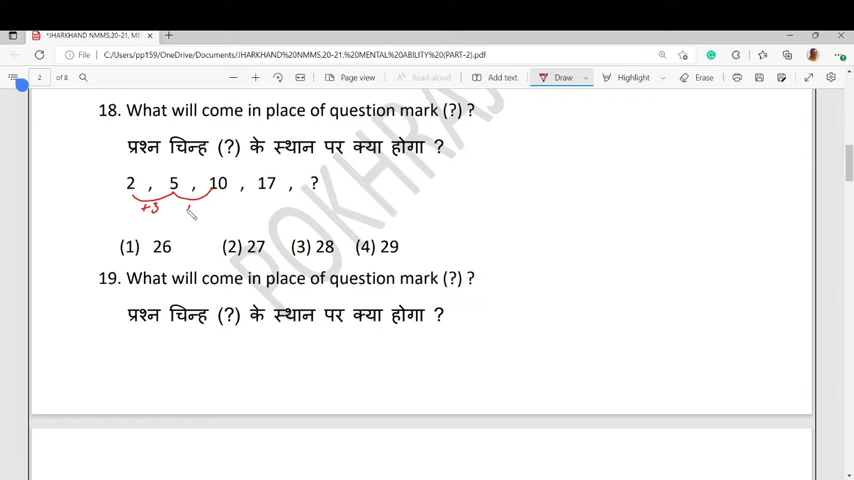 *JHARKHAND NMMS,20-21, MENTAL
File C:/Users/pp159/OneDrive/Documents/JHARKHAND%20NMMS,20-21,%20MENTAL%20ABILITY%20(PART-2).pdf
2 of 8 Page view Read aloud Add text Draw Highlight Erase
18. What will come in place of question mark (?) ?
प्रश्न चिन्ह (?) के स्थान पर क्या होगा ?
2 , 5 , 10 , 17 , ?
+3
(1) 26 (2) 27 (3) 28 (4) 29
19. What will come in place of question mark (?) ?
प्रश्न चिन्ह (?) के स्थान पर क्या होगा ?
POKHRAJ